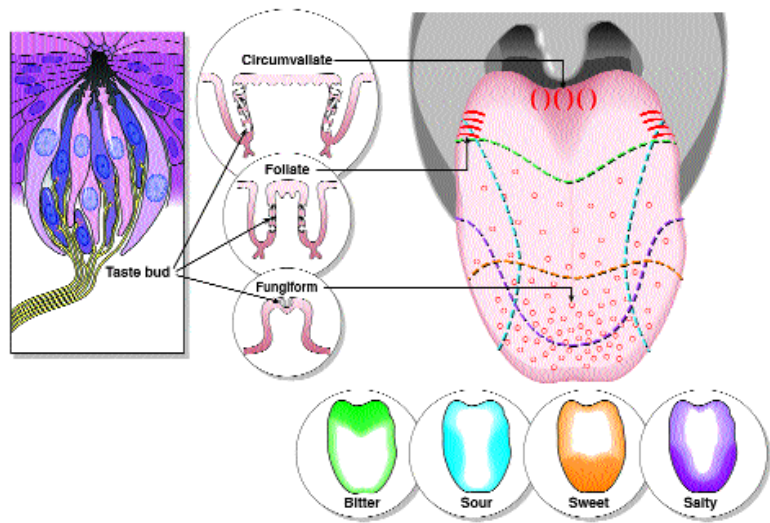 Circumvallate
Foliate
Taste bud
Fungiform
Bitter
Sour
Sweet
Salty